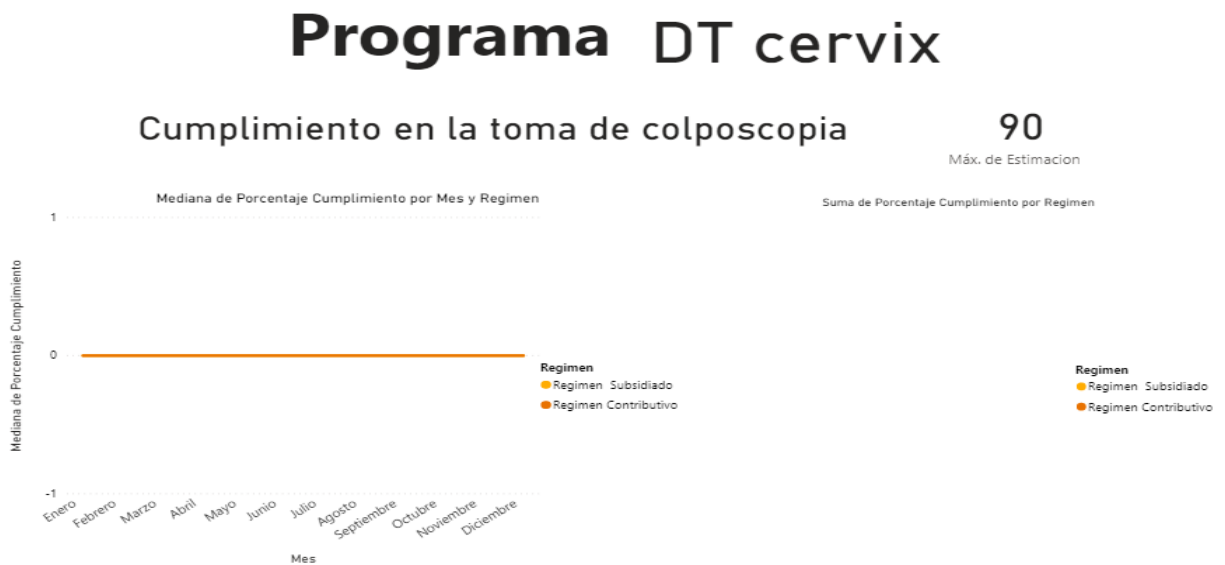 Programa DT cervix
Cumplimiento en la toma de colposcopia
90
Máx. de Estimacion
Mediana de Porcentaje Cumplimiento por Mes y Regimen
Suma de Porcentaje Cumplimiento por Regimen
Mediana de Porcentaje Cumplimiento
1
0
-1
Enero
Febrero
Marzo
Abril
Mayo
Junio
Julio
Agosto
Septiembre
Octubre
Noviembre
Diciembre
Mes
Regimen
Regimen Subsidiado
Regimen Contributivo
Regimen
Regimen Subsidiado
Regimen Contributivo